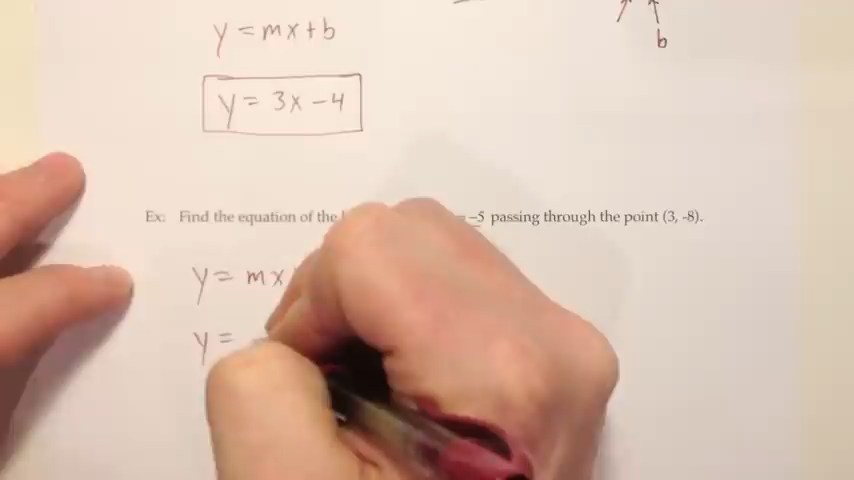 y = mx + b
b
y = 3x - 4
Ex: Find the equation of the = -5 passing through the point (3, -8).
y = mx
y =